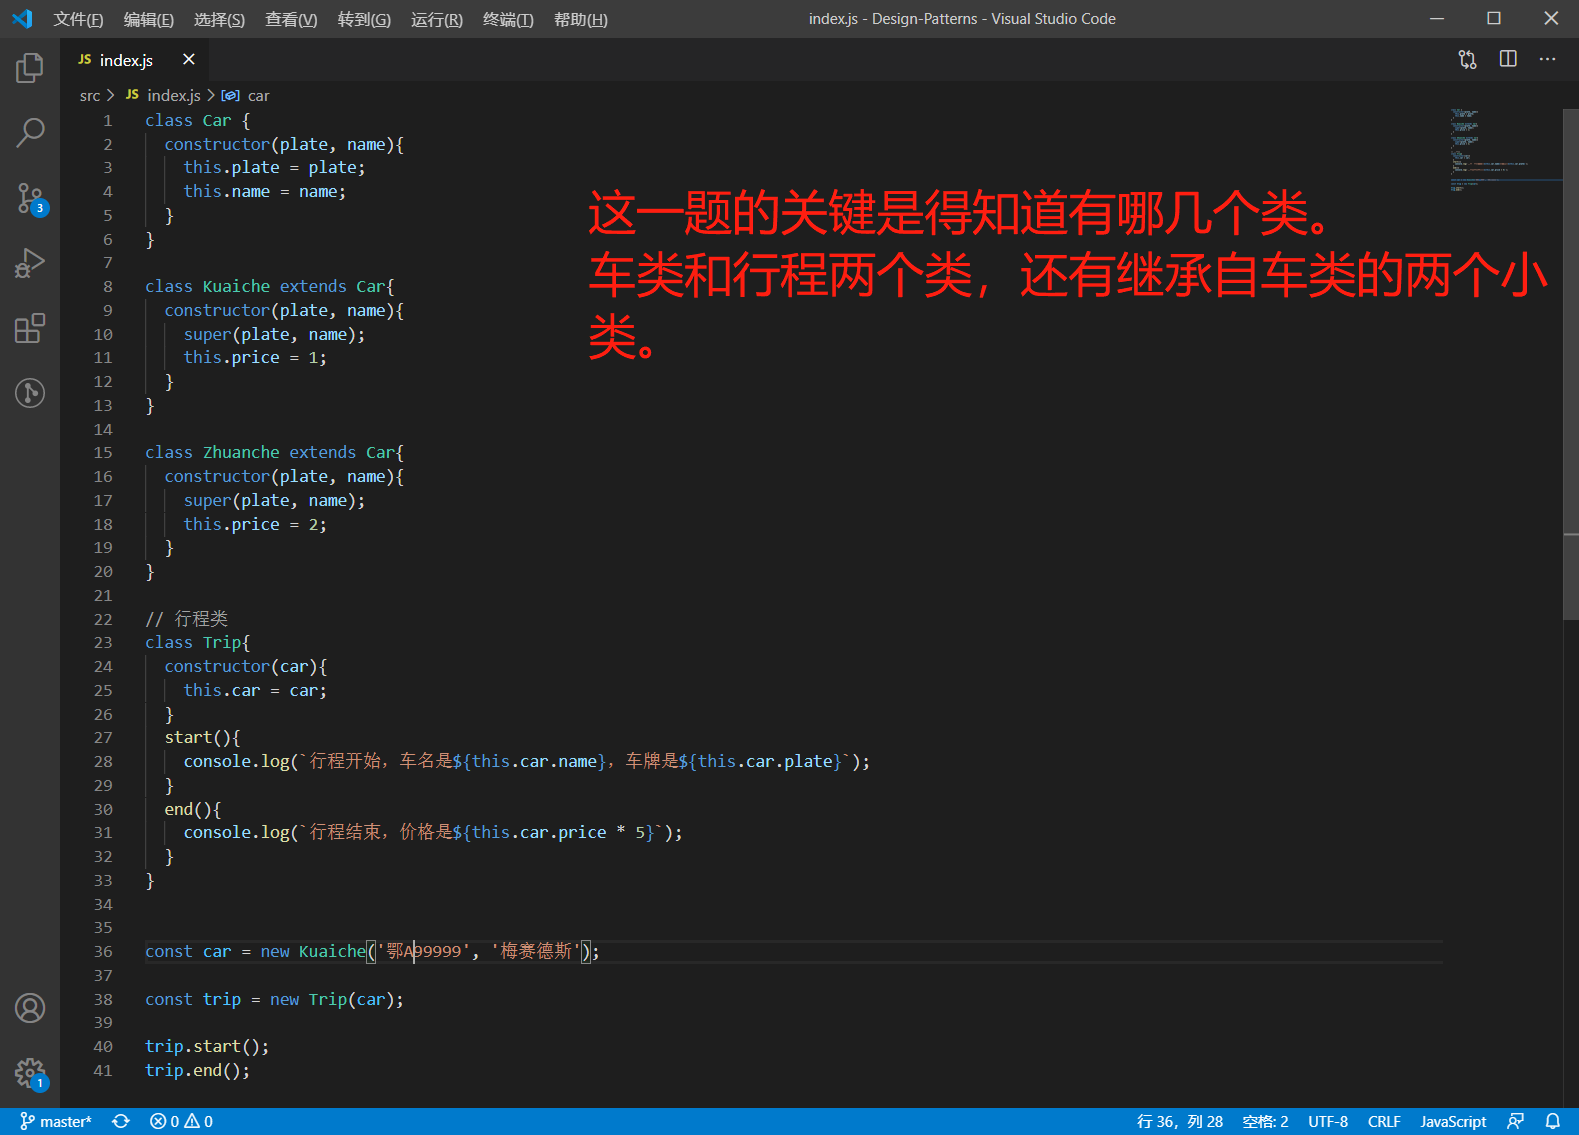 文件(F) 编辑(E) 选择(S) 查看(V) 转到(G) 运行(R) 终端(T) 帮助(H) index.js - Design-Patterns - Visual Studio Code
JS index.js
src > JS index.js > car
1 class Car {
2 constructor(plate, name){
3 this.plate = plate;
4 this.name = name;
5 }
6 }
7
8 class Kuaiche extends Car{
9 constructor(plate, name){
10 super(plate, name);
11 this.price = 1;
12 }
13 }
14
15 class Zhuanche extends Car{
16 constructor(plate, name){
17 super(plate, name);
18 this.price = 2;
19 }
20 }
21
22 // 行程类
23 class Trip{
24 constructor(car){
25 this.car = car;
26 }
27 start(){
28 console.log(`行程开始，车名是${this.car.name}，车牌是${this.car.plate}`);
29 }
30 end(){
31 console.log(`行程结束，价格是${this.car.price * 5}`);
32 }
33 }
34
35
36 const car = new Kuaiche('鄂A99999', '梅赛德斯');
37
38 const trip = new Trip(car);
39
40 trip.start();
41 trip.end();
这一题的关键是得知道有哪几个类。
车类和行程两个类，还有继承自车类的两个小
类。
3
1
master* 0 0 行 36，列 28 空格: 2 UTF-8 CRLF JavaScript